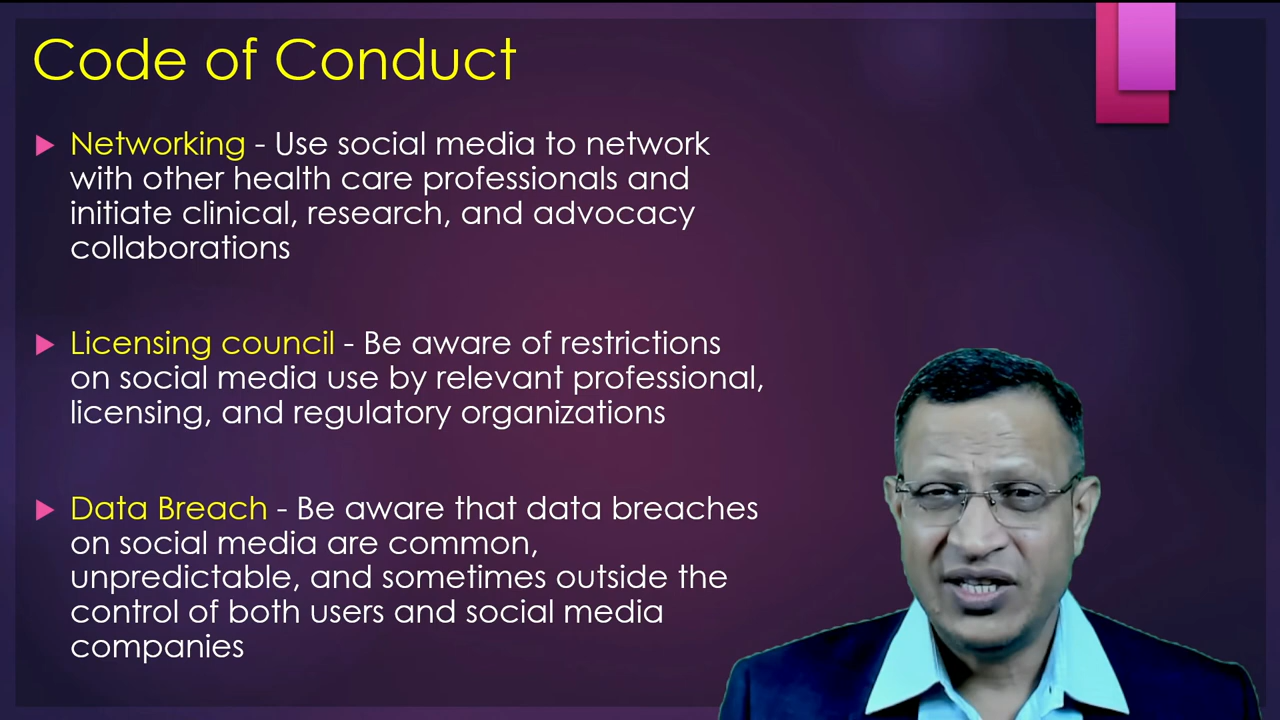 Code of Conduct
Networking - Use social media to network
with other health care professionals and
initiate clinical, research, and advocacy
collaborations
Licensing council - Be aware of restrictions
on social media use by relevant professional,
licensing, and regulatory organizations
Data Breach - Be aware that data breaches
on social media are common,
unpredictable, and sometimes outside the
control of both users and social media
companies